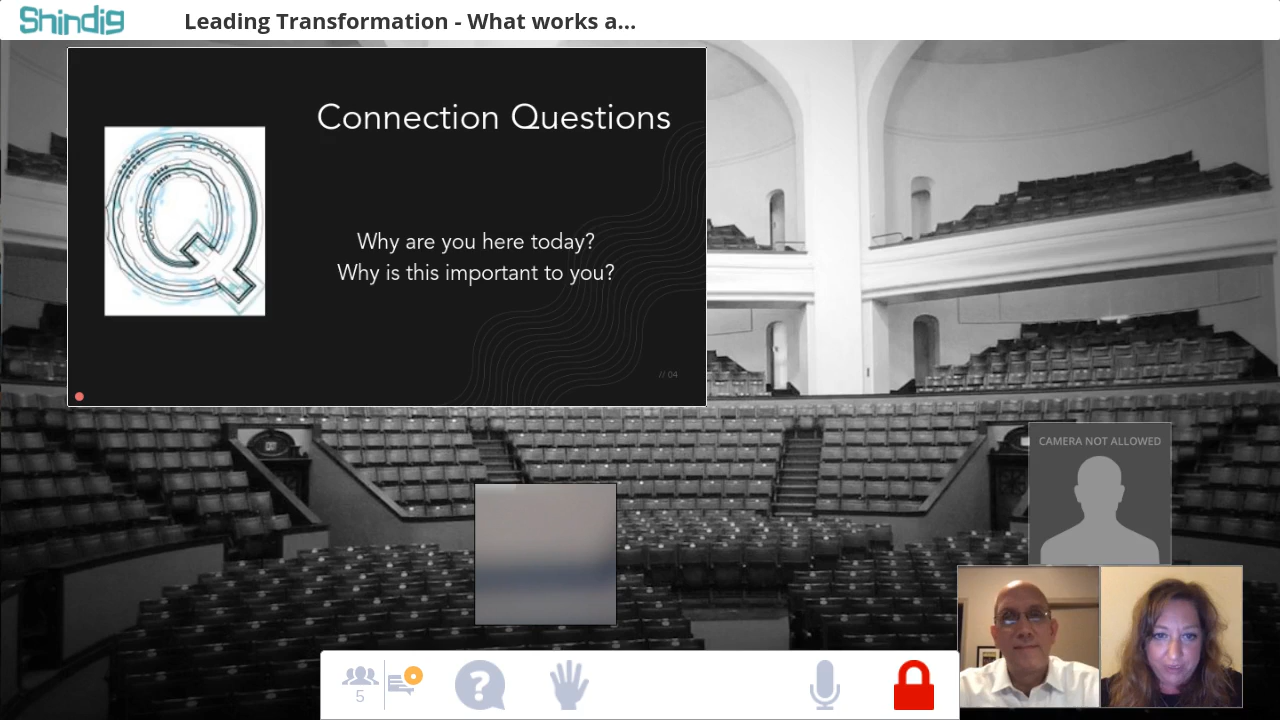 Shindig
Leading Transformation - What works a...
Connection Questions
Q
Why are you here today?
Why is this important to you?
// 04
CAMERA NOT ALLOWED
?
5